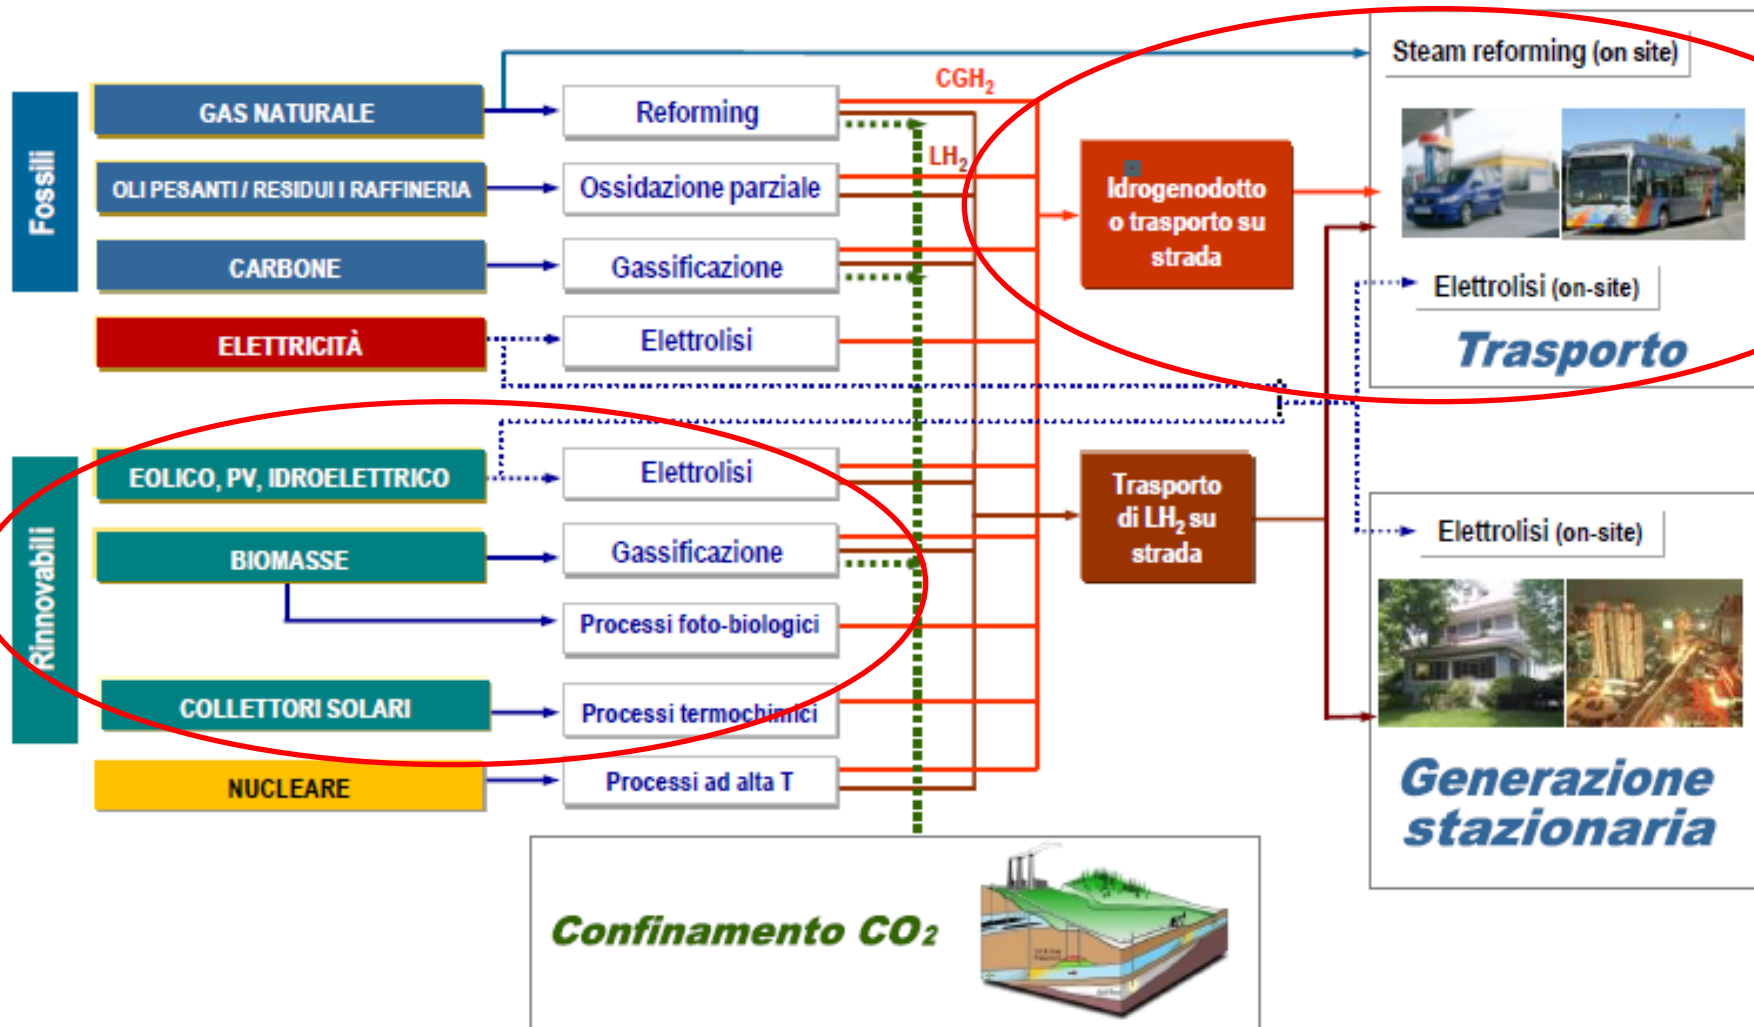 Steam reforming (on site)
CGH₂
Fossili
GAS NATURALE
Reforming
LH₂
OLI PESANTI / RESIDUI I RAFFINERIA
Ossidazione parziale
Idrogenodotto
o trasporto su
strada
CARBONE
Gassificazione
Elettrolisi (on-site)
ELETTRICITÀ
Elettrolisi
Trasporto
Rinnovabili
EOLICO, PV, IDROELETTRICO
Elettrolisi
Trasporto
di LH₂ su
strada
BIOMASSE
Gassificazione
Elettrolisi (on-site)
Processi foto-biologici
COLLETTORI SOLARI
Processi termochimici
NUCLEARE
Processi ad alta T
Generazione
stazionaria
Confinamento CO₂